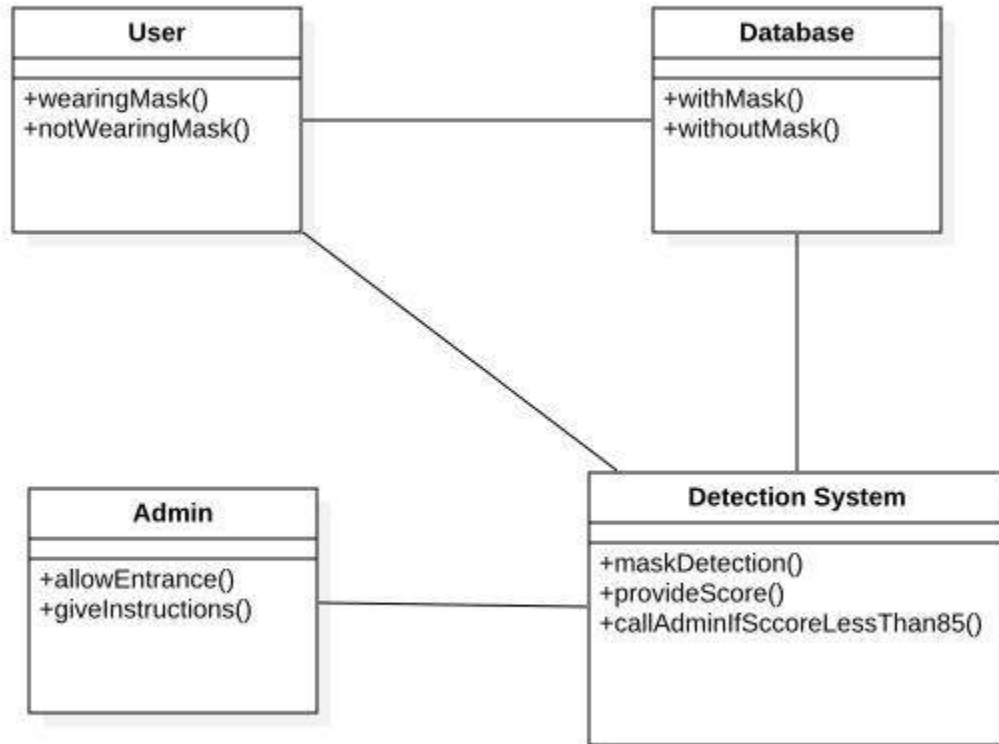 User
+wearingMask()
+notWearingMask()
Database
+withMask()
+withoutMask()
Admin
+allowEntrance()
+giveInstructions()
Detection System
+maskDetection()
+provideScore()
+callAdminIfSccoreLessThan85()